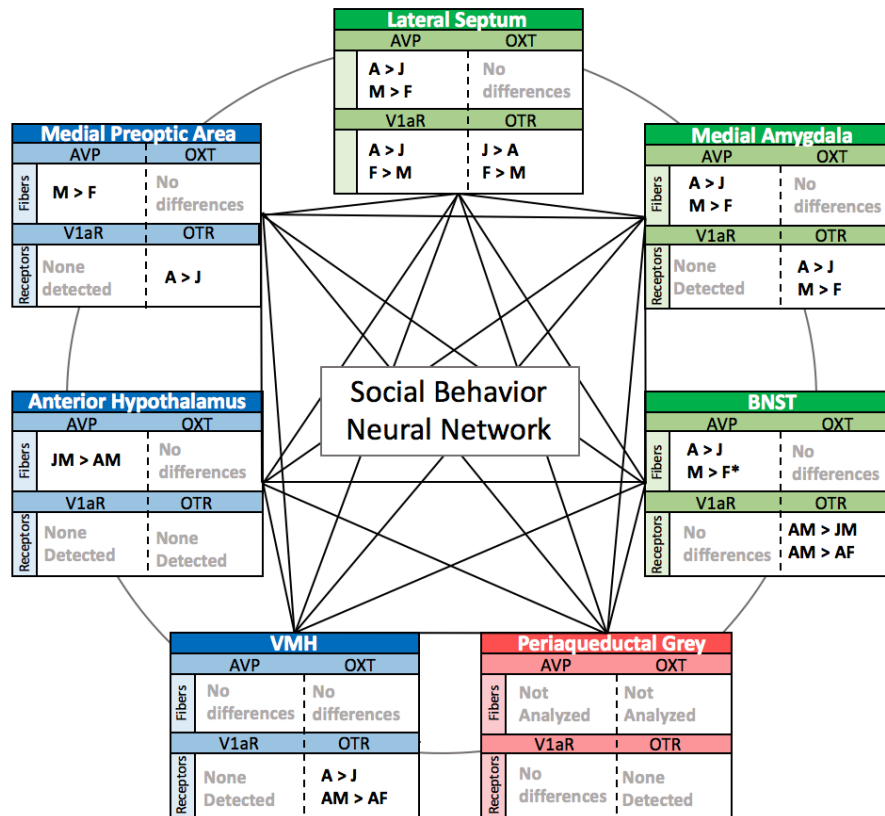 Lateral Septum
AVP OXT
A > J
M > F
No
differences
V1aR OTR
A > J
F > M
J > A
F > M
Medial Preoptic Area
AVP OXT
Fibers
M > F
No
differences
V1aR OTR
Receptors
None
detected
A > J
Medial Amygdala
AVP OXT
Fibers
A > J
M > F
No
differences
V1aR OTR
Receptors
None
Detected
A > J
M > F
Social Behavior
Neural Network
Anterior Hypothalamus
AVP OXT
Fibers
JM > AM
No
differences
V1aR OTR
Receptors
None
Detected
None
Detected
BNST
AVP OXT
Fibers
A > J
M > F*
No
differences
V1aR OTR
Receptors
No
differences
AM > JM
AM > AF
VMH
AVP OXT
Fibers
No
differences
No
differences
V1aR OTR
Receptors
None
Detected
A > J
AM > AF
Periaqueductal Grey
AVP OXT
Fibers
Not
Analyzed
Not
Analyzed
V1aR OTR
Receptors
No
differences
None
Detected